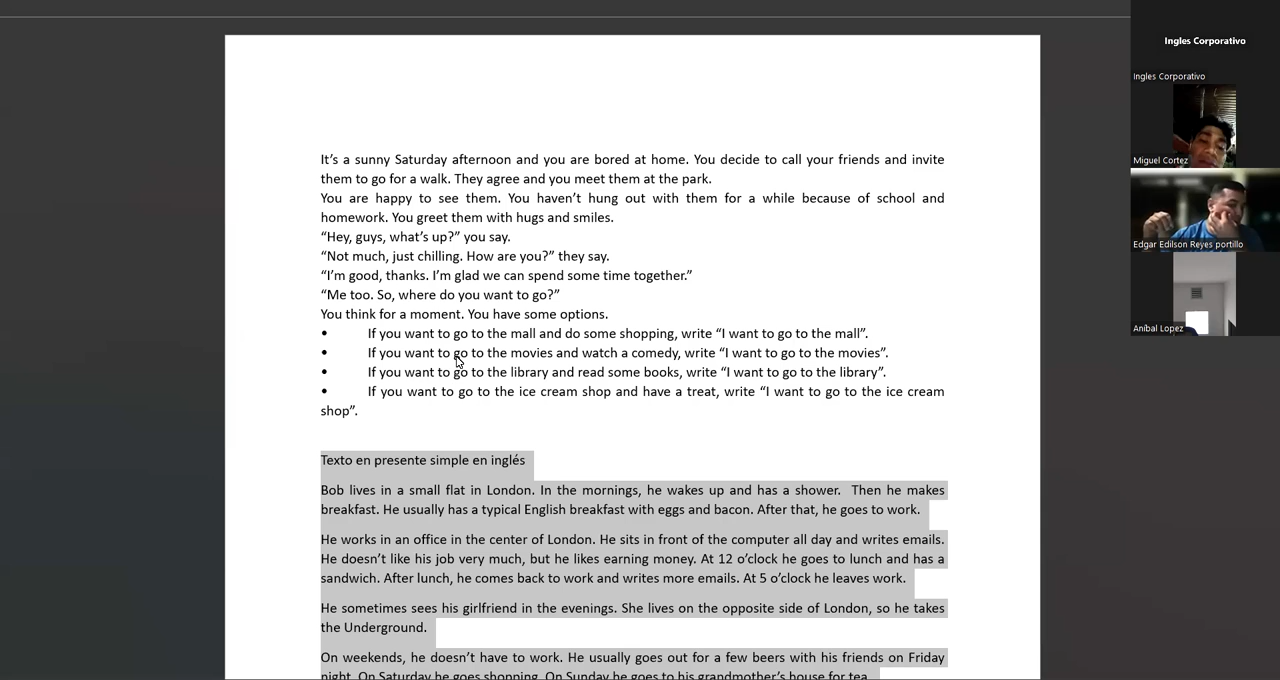 It’s a sunny Saturday afternoon and you are bored at home. You decide to call your friends and invite
them to go for a walk. They agree and you meet them at the park.
You are happy to see them. You haven’t hung out with them for a while because of school and
homework. You greet them with hugs and smiles.
“Hey, guys, what’s up?” you say.
“Not much, just chilling. How are you?” they say.
“I’m good, thanks. I’m glad we can spend some time together.”
“Me too. So, where do you want to go?”
You think for a moment. You have some options.
• If you want to go to the mall and do some shopping, write “I want to go to the mall”.
• If you want to go to the movies and watch a comedy, write “I want to go to the movies”.
• If you want to go to the library and read some books, write “I want to go to the library”.
• If you want to go to the ice cream shop and have a treat, write “I want to go to the ice cream
shop”.
Texto en presente simple en inglés
Bob lives in a small flat in London. In the mornings, he wakes up and has a shower. Then he makes
breakfast. He usually has a typical English breakfast with eggs and bacon. After that, he goes to work.
He works in an office in the center of London. He sits in front of the computer all day and writes emails.
He doesn’t like his job very much, but he likes earning money. At 12 o’clock he goes to lunch and has a
sandwich. After lunch, he comes back to work and writes more emails. At 5 o’clock he leaves work.
He sometimes sees his girlfriend in the evenings. She lives on the opposite side of London, so he takes
the Underground.
On weekends, he doesn’t have to work. He usually goes out for a few beers with his friends on Friday
night. On Saturday he goes shopping. On Sunday he goes to his grandmother’s house for tea.
Ingles Corporativo
Ingles Corporativo
Miguel Cortez
Edgar Edilson Reyes portillo
Aníbal Lopez